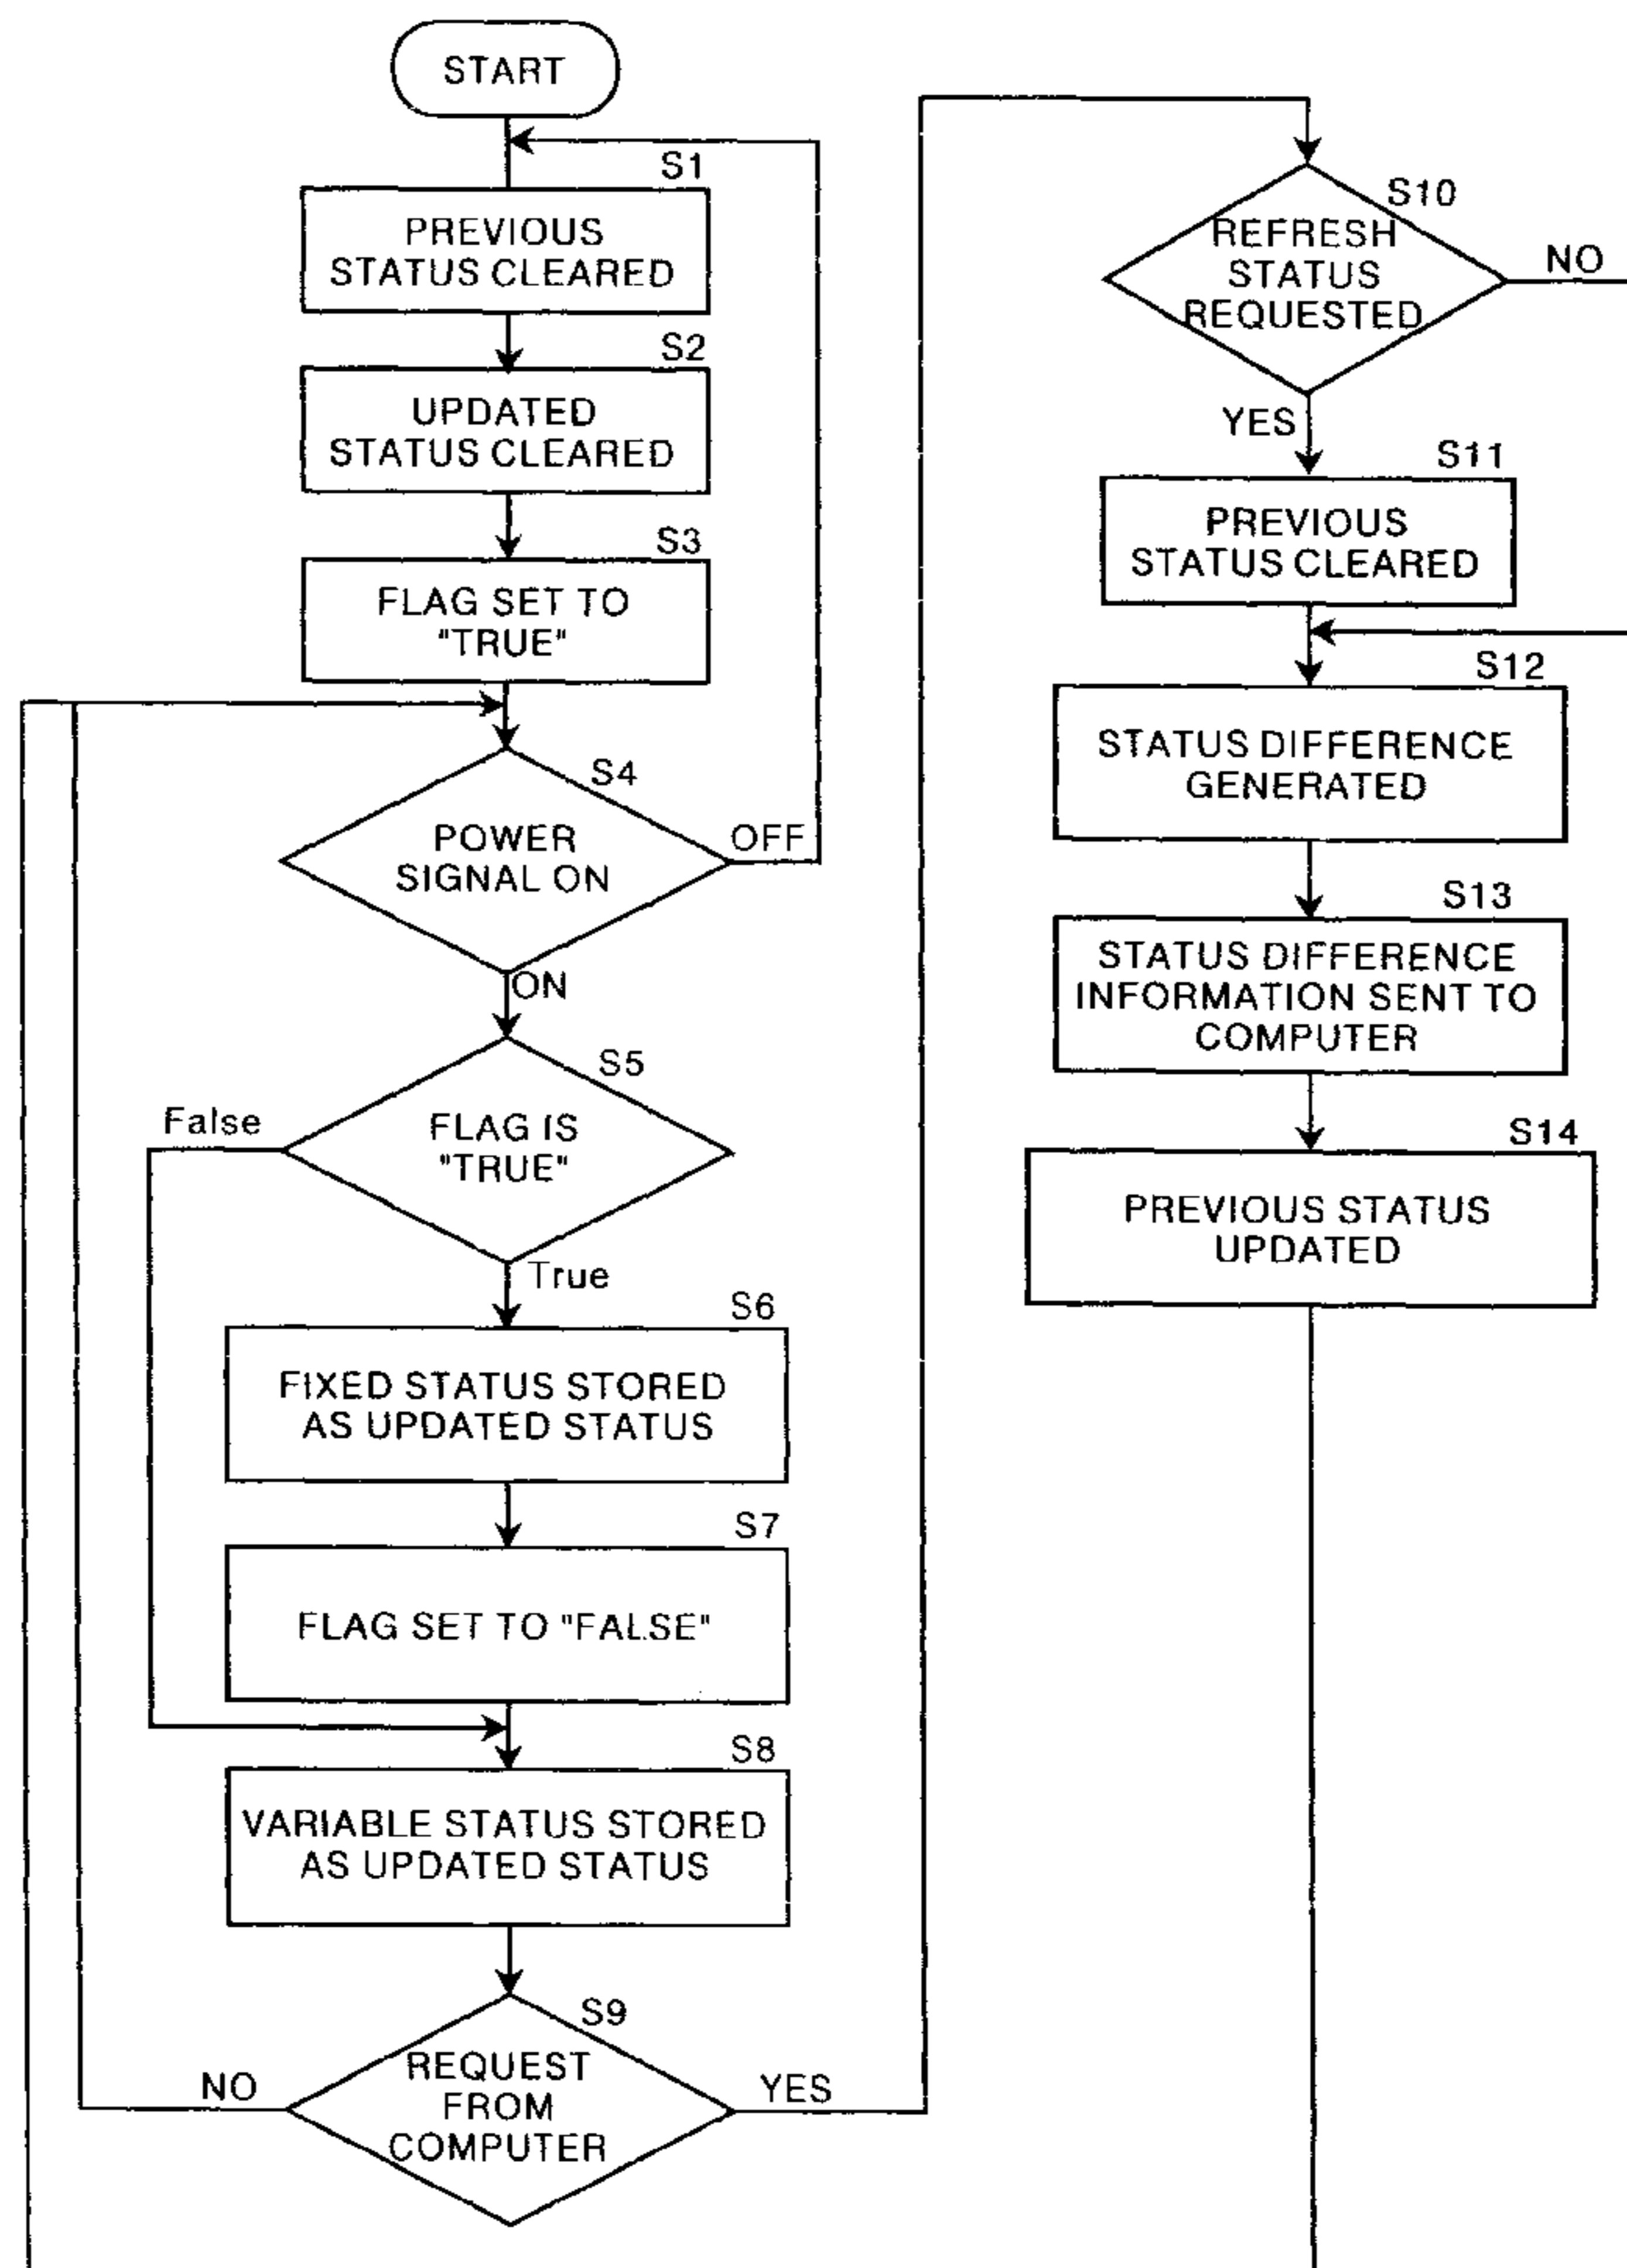 START
S1
PREVIOUS
STATUS CLEARED
S2
UPDATED
STATUS CLEARED
S3
FLAG SET TO
"TRUE"
S4
POWER
SIGNAL ON
OFF
ON
S5
FLAG IS
"TRUE"
False
True
S6
FIXED STATUS STORED
AS UPDATED STATUS
S7
FLAG SET TO "FALSE"
S8
VARIABLE STATUS STORED
AS UPDATED STATUS
S9
REQUEST
FROM
COMPUTER
NO
YES
S10
REFRESH
STATUS
REQUESTED
NO
YES
S11
PREVIOUS
STATUS CLEARED
S12
STATUS DIFFERENCE
GENERATED
S13
STATUS DIFFERENCE
INFORMATION SENT TO
COMPUTER
S14
PREVIOUS STATUS
UPDATED